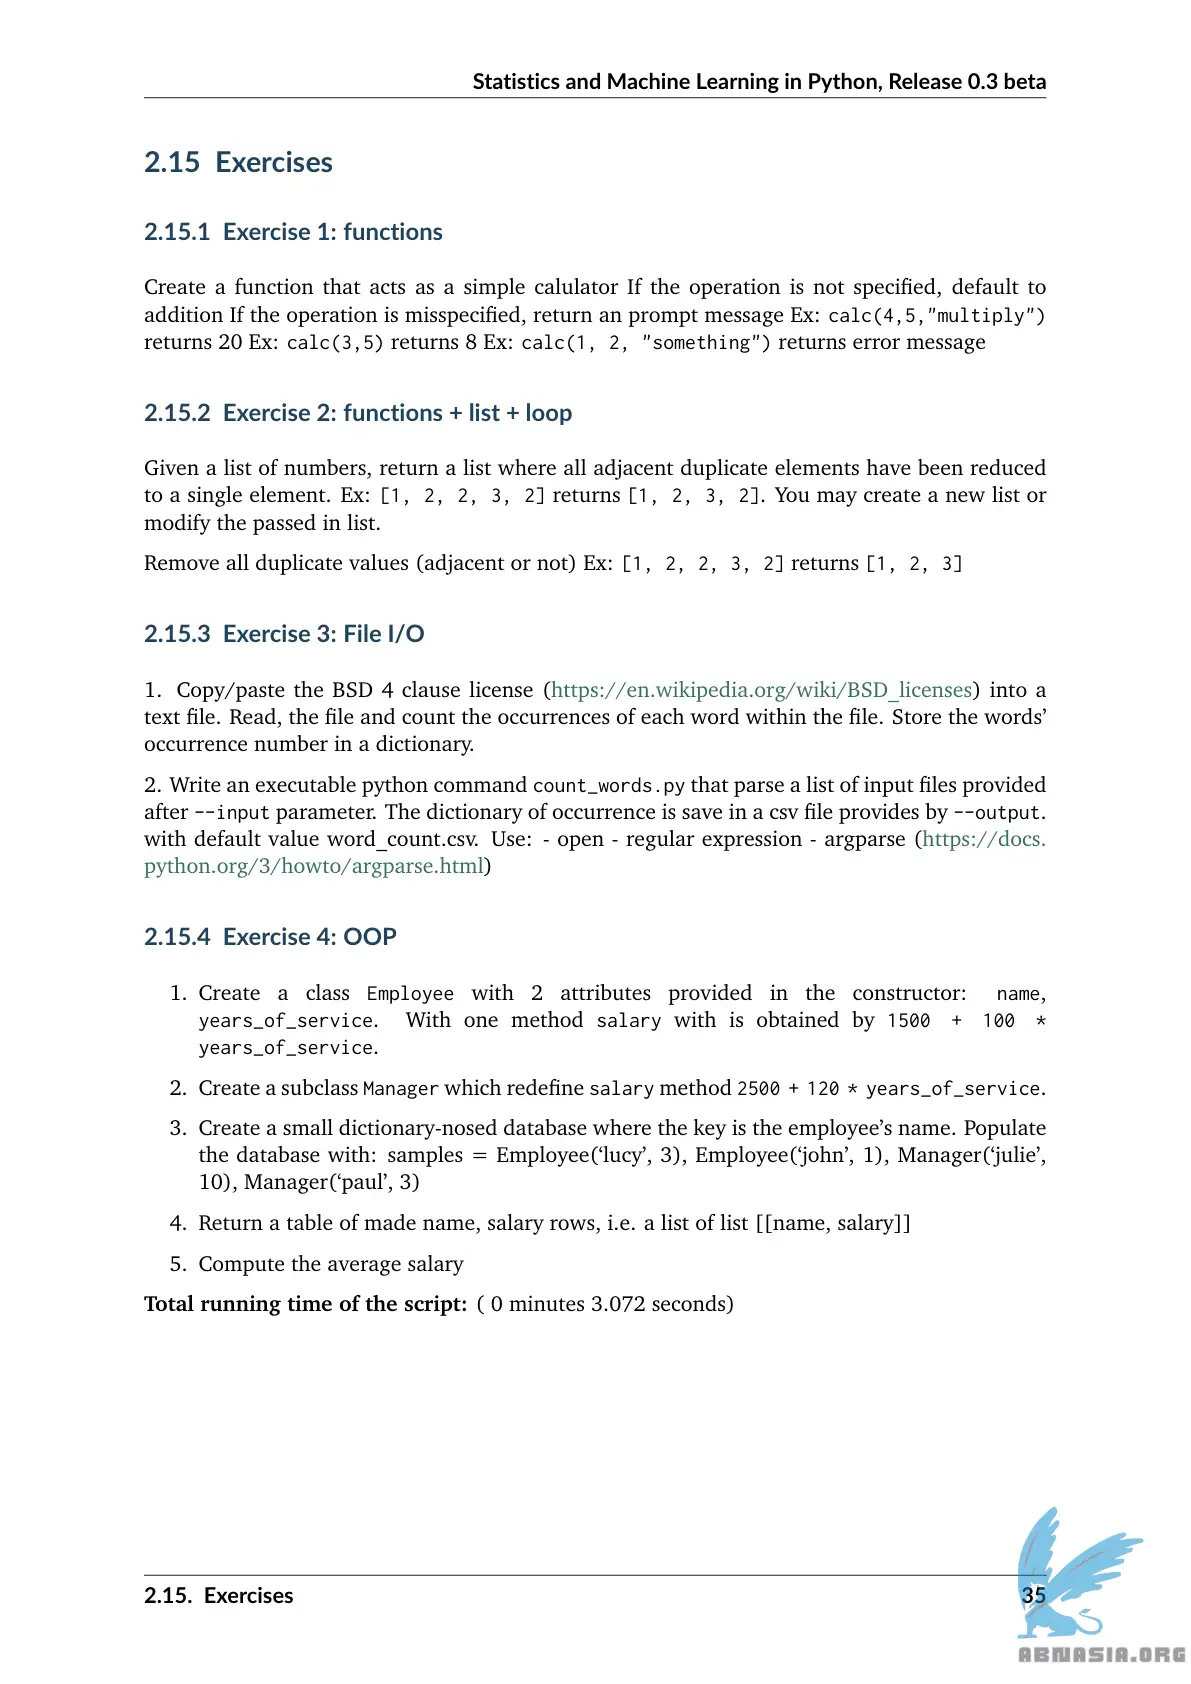 Statistics and Machine Learning in Python, Release 0.3 beta
2.15 Exercises
2.15.1 Exercise 1: functions
Create a function that acts as a simple calulator If the operation is not specified, default to
addition If the operation is misspecified, return an prompt message Ex: calc(4,5,"multiply")
returns 20 Ex: calc(3,5) returns 8 Ex: calc(1, 2, "something") returns error message
2.15.2 Exercise 2: functions + list + loop
Given a list of numbers, return a list where all adjacent duplicate elements have been reduced
to a single element. Ex: [1, 2, 2, 3, 2] returns [1, 2, 3, 2]. You may create a new list or
modify the passed in list.
Remove all duplicate values (adjacent or not) Ex: [1, 2, 2, 3, 2] returns [1, 2, 3]
2.15.3 Exercise 3: File I/O
1. Copy/paste the BSD 4 clause license (https://en.wikipedia.org/wiki/BSD_licenses) into a
text file. Read, the file and count the occurrences of each word within the file. Store the words’
occurrence number in a dictionary.
2. Write an executable python command count_words.py that parse a list of input files provided
after --input parameter. The dictionary of occurrence is save in a csv file provides by --output.
with default value word_count.csv. Use: - open - regular expression - argparse (https://docs.
python.org/3/howto/argparse.html)
2.15.4 Exercise 4: OOP
1. Create a class Employee with 2 attributes provided in the constructor: name,
years_of_service. With one method salary with is obtained by 1500 + 100 *
years_of_service.
2. Create a subclass Manager which redefine salary method 2500 + 120 * years_of_service.
3. Create a small dictionary-nosed database where the key is the employee’s name. Populate
the database with: samples = Employee(‘lucy’, 3), Employee(‘john’, 1), Manager(‘julie’,
10), Manager(‘paul’, 3)
4. Return a table of made name, salary rows, i.e. a list of list [[name, salary]]
5. Compute the average salary
Total running time of the script: ( 0 minutes 3.072 seconds)
2.15. Exercises 35
ABNASIA.ORG